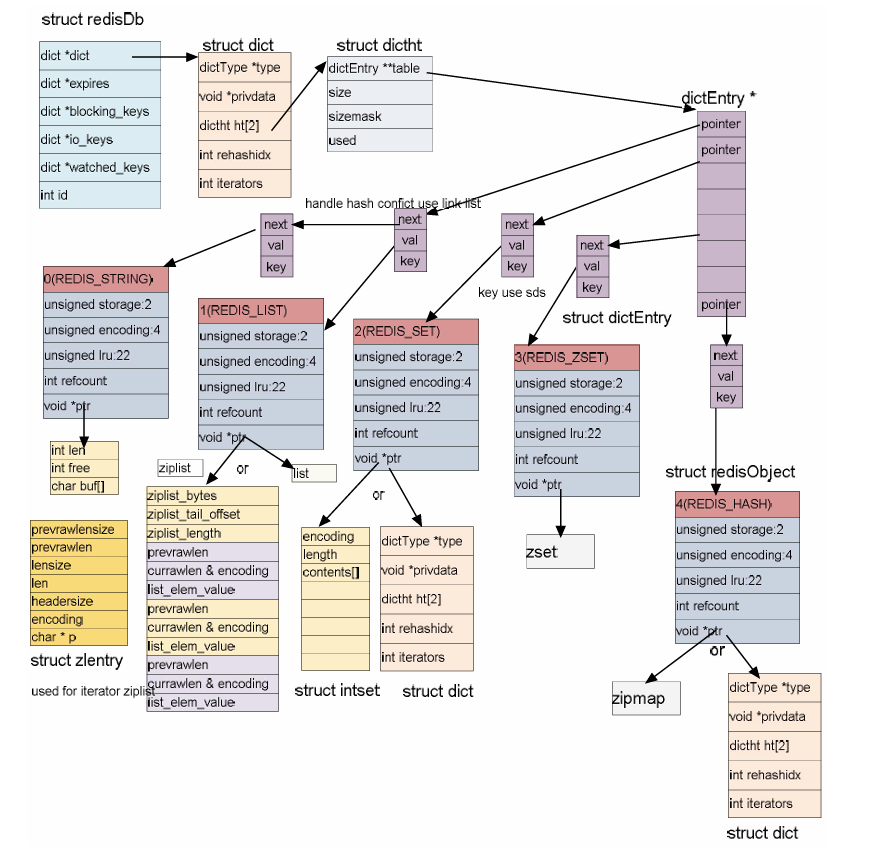 struct redisDb
dict *dict
dict *expires
dict *blocking_keys
dict *io_keys
dict *watched_keys
int id
struct dict
dictType *type
void *privdata
dictht ht[2]
int rehashidx
int iterators
struct dictht
dictEntry **table
size
sizemask
used
dictEntry *
pointer
pointer
pointer
handle hash confict use link list
next
val
key
next
val
key
next
val
key
key use sds
next
val
key
struct dictEntry
next
val
key
0(REDIS_STRING)
unsigned storage:2
unsigned encoding:4
unsigned lru:22
int refcount
void *ptr
int len
int free
char buf[]
1(REDIS_LIST)
unsigned storage:2
unsigned encoding:4
unsigned lru:22
int refcount
void *ptr
ziplist
or
list
ziplist_bytes
ziplist_tail_offset
ziplist_length
prevrawlen
currawlen & encoding
list_elem_value
prevrawlen
currawlen & encoding
list_elem_value
prevrawlen
currawlen & encoding
list_elem_value
prevrawlensize
prevrawlen
lensize
len
headersize
encoding
char * p
struct zlentry
used for iterator ziplist
2(REDIS_SET)
unsigned storage:2
unsigned encoding:4
unsigned lru:22
int refcount
void *ptr
or
encoding
length
contents[]
struct intset
dictType *type
void *privdata
dictht ht[2]
int rehashidx
int iterators
struct dict
3(REDIS_ZSET)
unsigned storage:2
unsigned encoding:4
unsigned lru:22
int refcount
void *ptr
zset
struct redisObject
4(REDIS_HASH)
unsigned storage:2
unsigned encoding:4
unsigned lru:22
int refcount
void *ptr
or
zipmap
dictType *type
void *privdata
dictht ht[2]
int rehashidx
int iterators
struct dict